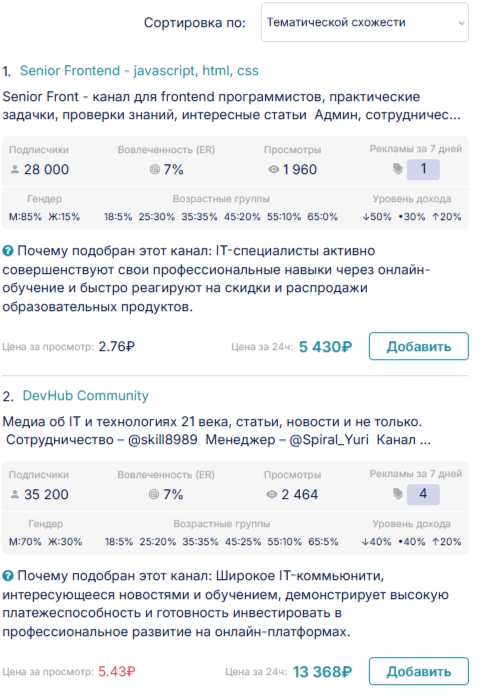 Сортировка по: Тематической схожести
1. Senior Frontend - javascript, html, css
Senior Front - канал для frontend программистов, практические
задачки, проверки знаний, интересные статьи Админ, сотрудничес...
Подписчики Вовлеченность (ER) Просмотры Рекламы за 7 дней
28 000 7% 1 960 1
Гендер Возрастные группы Уровень дохода
М:85% Ж:15% 18:5% 25:30% 35:35% 45:20% 55:10% 65:0% ↓50% •30% ↑20%
Почему подобран этот канал: IT-специалисты активно
совершенствуют свои профессиональные навыки через онлайн-
обучение и быстро реагируют на скидки и распродажи
образовательных продуктов.
Цена за просмотр: 2.76₽ Цена за 24ч: 5 430₽ Добавить
2. DevHub Community
Медиа об IT и технологиях 21 века, статьи, новости и не только.
Сотрудничество – @skill8989 Менеджер – @Spiral_Yuri Канал ...
Подписчики Вовлеченность (ER) Просмотры Рекламы за 7 дней
35 200 7% 2 464 4
Гендер Возрастные группы Уровень дохода
М:70% Ж:30% 18:5% 25:20% 35:35% 45:25% 55:10% 65:5% ↓40% •40% ↑20%
Почему подобран этот канал: Широкое IT-коммьюнити,
интересующееся новостями и обучением, демонстрирует высокую
платежеспособность и готовность инвестировать в
профессиональное развитие на онлайн-платформах.
Цена за просмотр: 5.43₽ Цена за 24ч: 13 368₽ Добавить